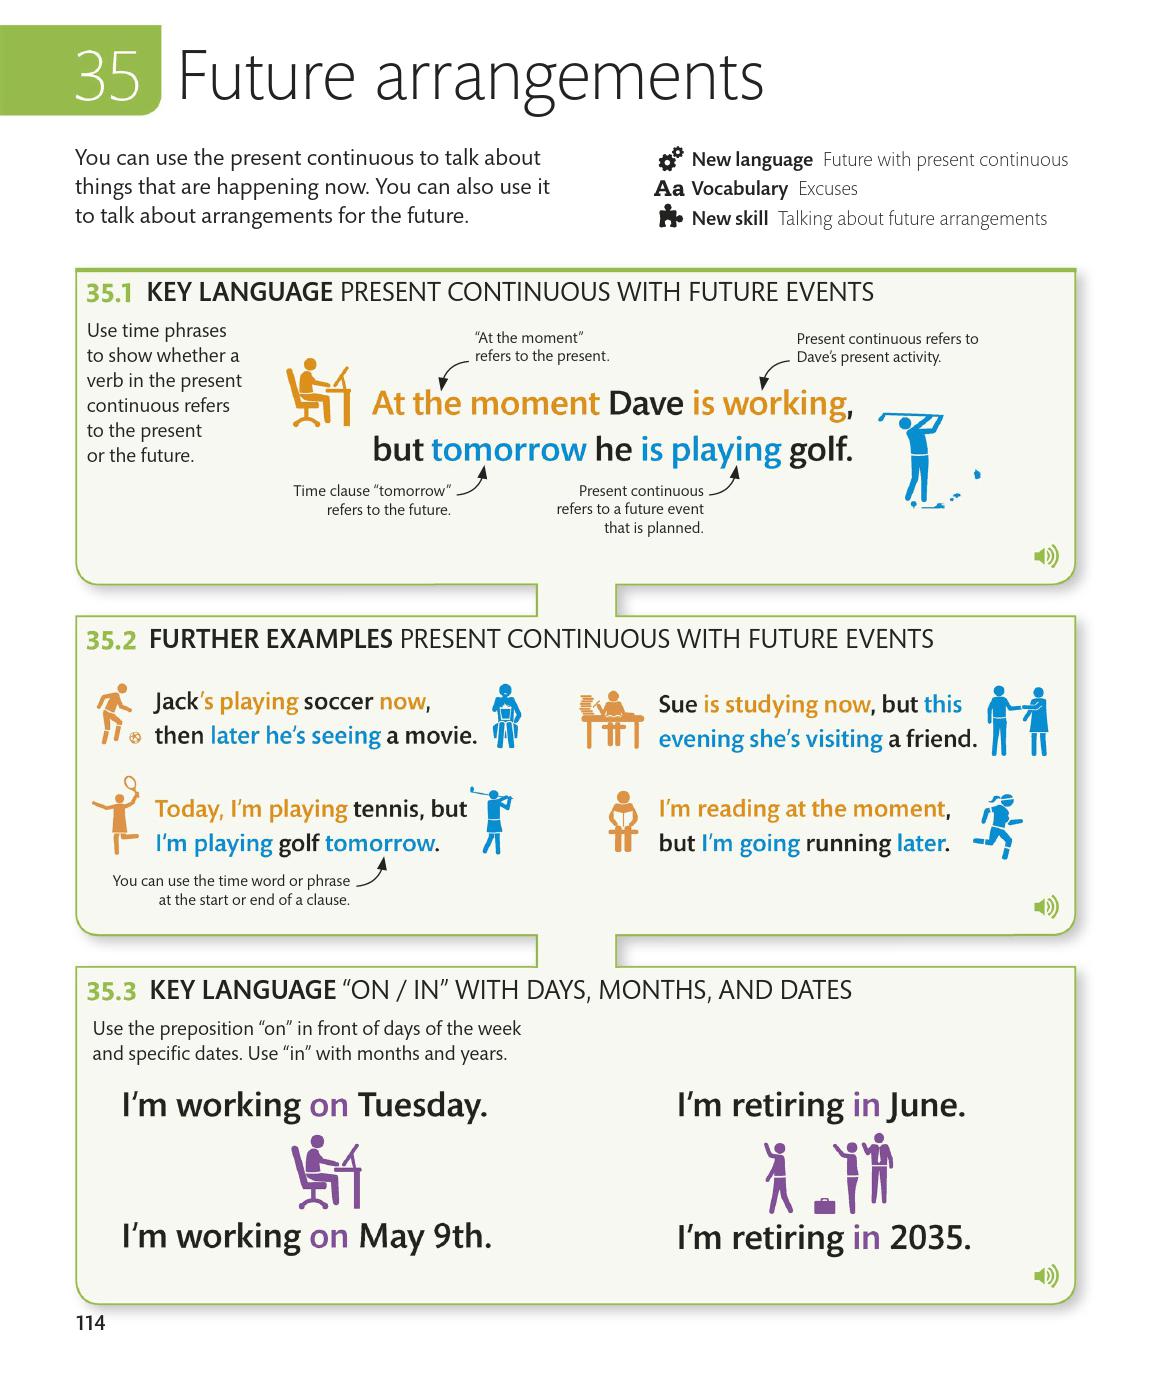 35 Future arrangements
You can use the present continuous to talk about
things that are happening now. You can also use it
to talk about arrangements for the future.
New language Future with present continuous
Aa Vocabulary Excuses
New skill Talking about future arrangements
35.1 KEY LANGUAGE PRESENT CONTINUOUS WITH FUTURE EVENTS
Use time phrases
to show whether a
verb in the present
continuous refers
to the present
or the future.
“At the moment”
refers to the present.
Present continuous refers to
Dave’s present activity.
At the moment Dave is working,
but tomorrow he is playing golf.
Time clause “tomorrow”
refers to the future.
Present continuous
refers to a future event
that is planned.
35.2 FURTHER EXAMPLES PRESENT CONTINUOUS WITH FUTURE EVENTS
Jack’s playing soccer now,
then later he’s seeing a movie.
Sue is studying now, but this
evening she’s visiting a friend.
Today, I’m playing tennis, but
I’m playing golf tomorrow.
You can use the time word or phrase
at the start or end of a clause.
I’m reading at the moment,
but I’m going running later.
35.3 KEY LANGUAGE “ON / IN” WITH DAYS, MONTHS, AND DATES
Use the preposition “on” in front of days of the week
and specific dates. Use “in” with months and years.
I’m working on Tuesday.
I’m working on May 9th.
I’m retiring in June.
I’m retiring in 2035.
114